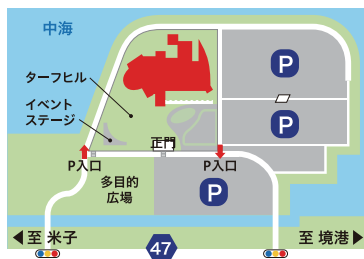 中海
ターフヒル
イベント
ステージ
P
P
正門
P入口
P入口
多目的
広場
P
至 米子
47
至 境港